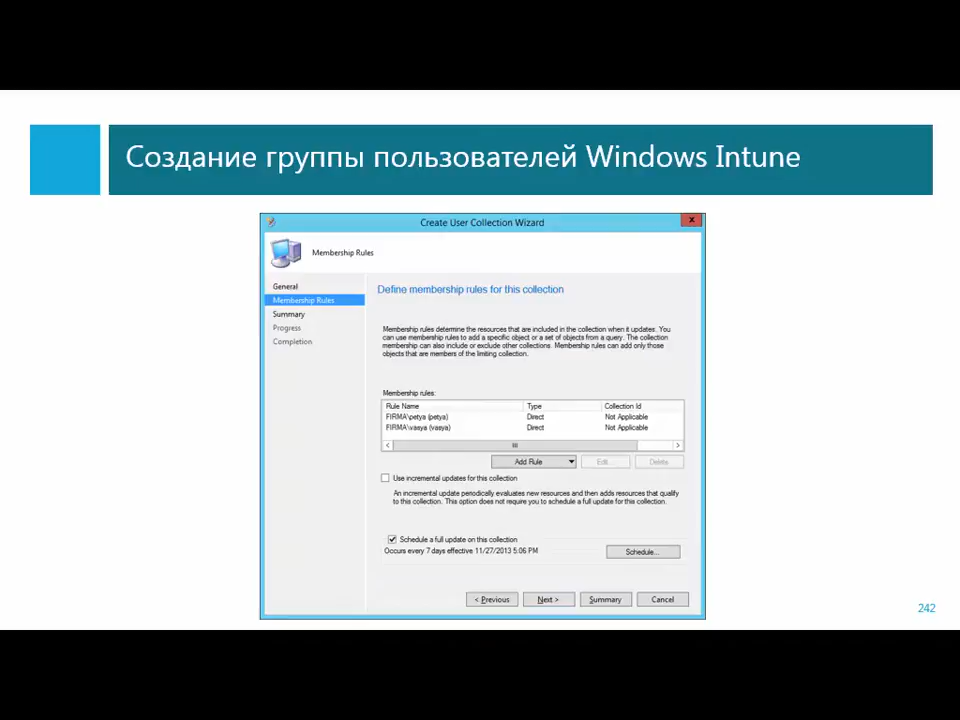 Создание группы пользователей Windows Intune
Create User Collection Wizard
x
Membership Rules
General
Membership Rules
Summary
Progress
Completion
Define membership rules for this collection
Membership rules determine the resources that are included in the collection when it updates. You
can use membership rules to add a specific object or a set of objects from a query. The collection
membership can also include or exclude other collections. Membership rules can add only those
objects that are members of the limiting collection.
Membership rules:
Rule Name Type Collection Id
FIRMA\petya (petya) Direct Not Applicable
FIRMA\vasya (vasya) Direct Not Applicable
Add Rule Edit... Delete
Use incremental updates for this collection
An incremental update periodically evaluates new resources and then adds resources that qualify
to this collection. This option does not require you to schedule a full update for this collection.
Schedule a full update on this collection
Occurs every 7 days effective 11/27/2013 5:06 PM
Schedule...
< Previous Next > Summary Cancel
242